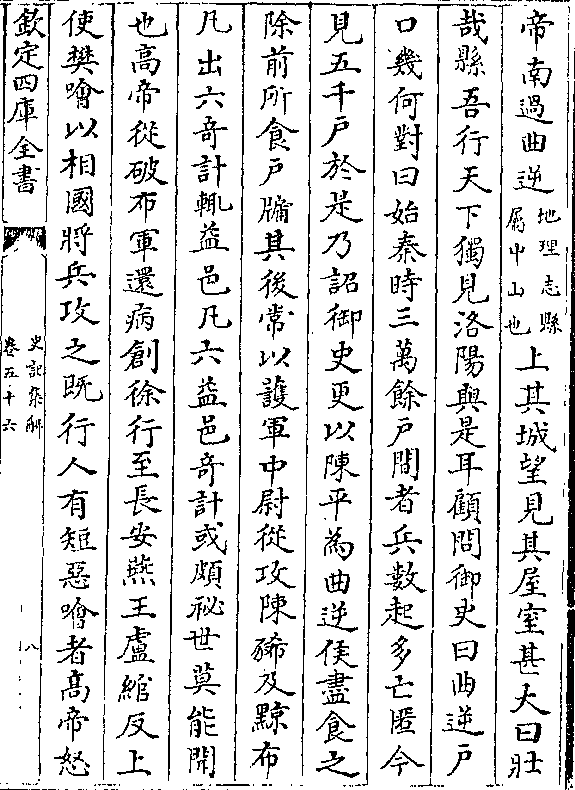 帝南過曲逆地理志縣屬中山也上其城望見其屋室甚大曰壯
哉縣吾行天下獨見洛陽與是耳顧問御史曰曲逆戶
口幾何對曰始秦時三萬餘戶間者兵數起多亡匿今
見五千戶於是乃詔御史更以陳平為曲逆侯盡食之
除前所食戶牖其後常以護軍中尉從攻陳豨及黥布
凡出六奇計輒益邑凡六益邑奇計或頗祕世莫能聞
也高帝從破布軍還病創徐行至長安燕王盧綰反上
使樊噲以相國將兵攻之既行人有短惡噲者高帝怒
欽定四庫全書
史記集解
卷五十六
八